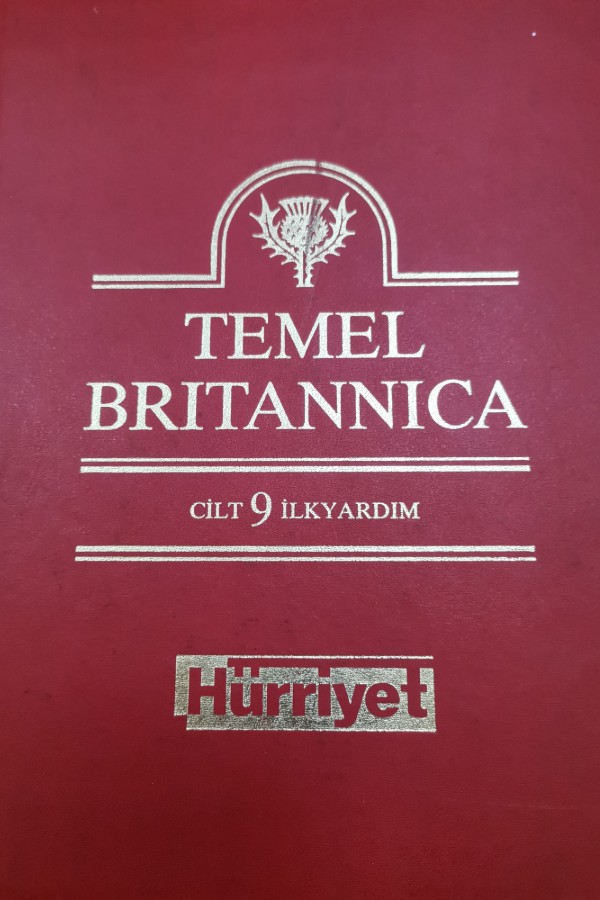 TEMEL
BRITANNICA
CİLT 9 İLKYARDIM
Hürriyet